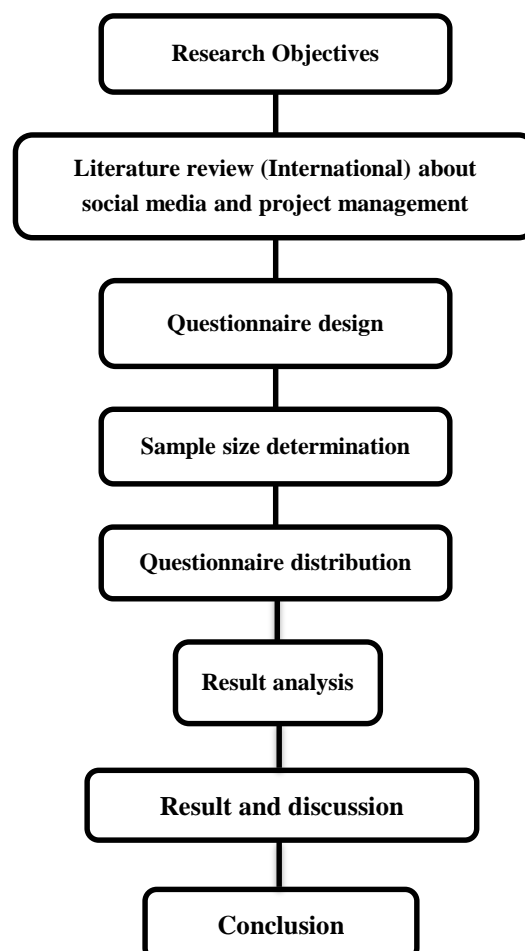 Research Objectives
Literature review (International) about
social media and project management
Questionnaire design
Sample size determination
Questionnaire distribution
Result analysis
Result and discussion
Conclusion